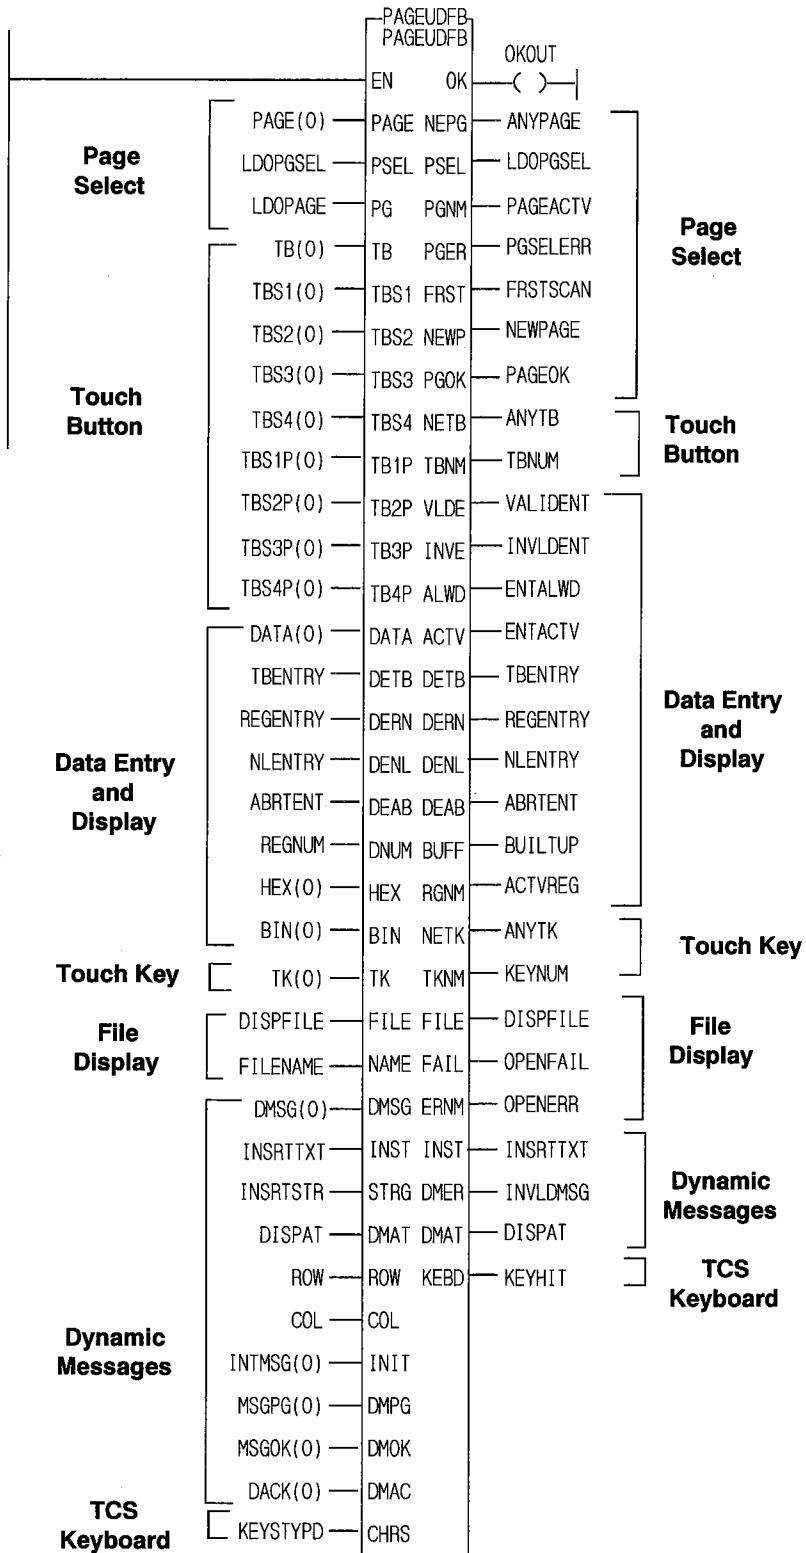 PAGEUDFB
PAGEUDFB
OKOUT
EN OK ( )
PAGE(0) PAGE NEPG ANYPAGE
LDOPGSEL PSEL PSEL LDOPGSEL
LDOPAGE PG PGNM PAGEACTV
Page
Select
TB(0) TB PGER PGSELERR
TBS1(0) TBS1 FRST FRSTSCAN
TBS2(0) TBS2 NEWP NEWPAGE
TBS3(0) TBS3 PGOK PAGEOK
Page
Select
TBS4(0) TBS4 NETB ANYTB
TBS1P(0) TB1P TBNM TBNUM
Touch
Button
Touch
Button
TBS2P(0) TB2P VLDE VALIDENT
TBS3P(0) TB3P INVE INVLDENT
TBS4P(0) TB4P ALWD ENTALWD
DATA(0) DATA ACTV ENTACTV
TBENTRY DETB DETB TBENTRY
REGENTRY DERN DERN REGENTRY
NLENTRY DENL DENL NLENTRY
ABRTENT DEAB DEAB ABRTENT
REGNUM DNUM BUFF BUILTUP
HEX(0) HEX RGNM ACTVREG
Data Entry
and
Display
Data Entry
and
Display
BIN(0) BIN NETK ANYTK
TK(0) TK TKNM KEYNUM
Touch Key
Touch Key
DISPFILE FILE FILE DISPFILE
FILENAME NAME FAIL OPENFAIL
DMSG(0) DMSG ERNM OPENERR
File
Display
File
Display
INSRTTXT INST INST INSRTTXT
INSRTSTR STRG DMER INVLDMSG
DISPAT DMAT DMAT DISPAT
Dynamic
Messages
ROW ROW KEBD KEYHIT
TCS
Keyboard
COL COL
INTMSG(0) INIT
MSGPG(0) DMPG
MSGOK(0) DMOK
DACK(0) DMAC
Dynamic
Messages
KEYSTYPD CHRS
TCS
Keyboard